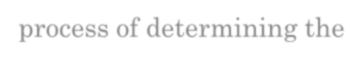 process of determining the